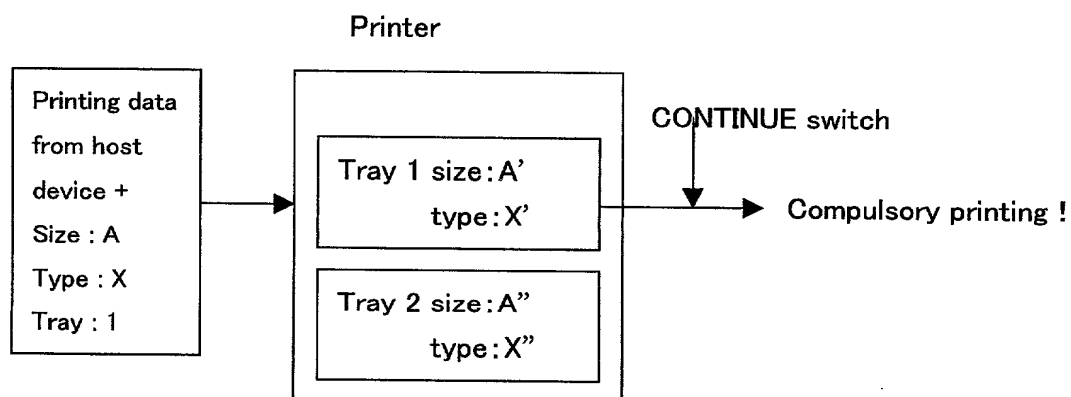 Printer
Printing data
from host
device +
Size : A
Type : X
Tray : 1
Tray 1 size : A'
type : X'
Tray 2 size : A”
type : X”
CONTINUE switch
Compulsory printing !